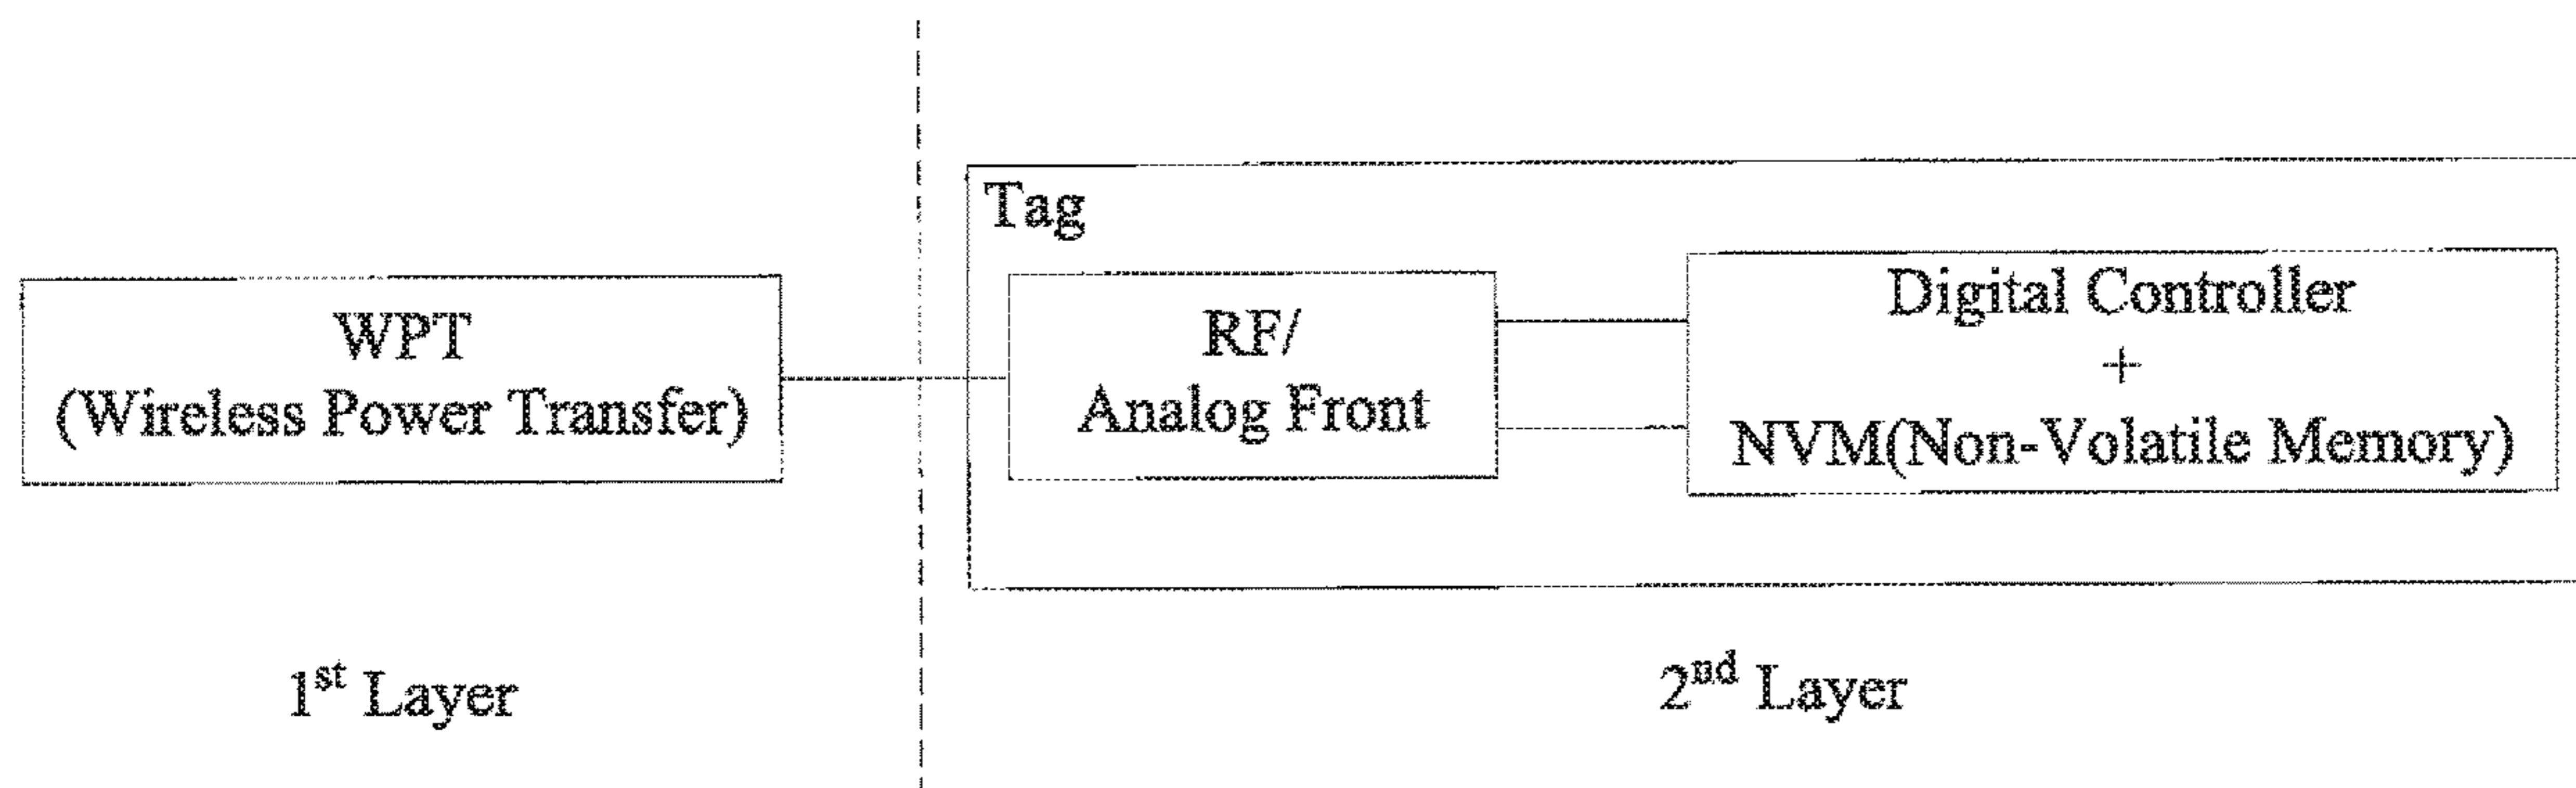 Tag
WPT
(Wireless Power Transfer)
RF/
Analog Front
Digital Controller
+
NVM(Non-Volatile Memory)
1st Layer
2nd Layer